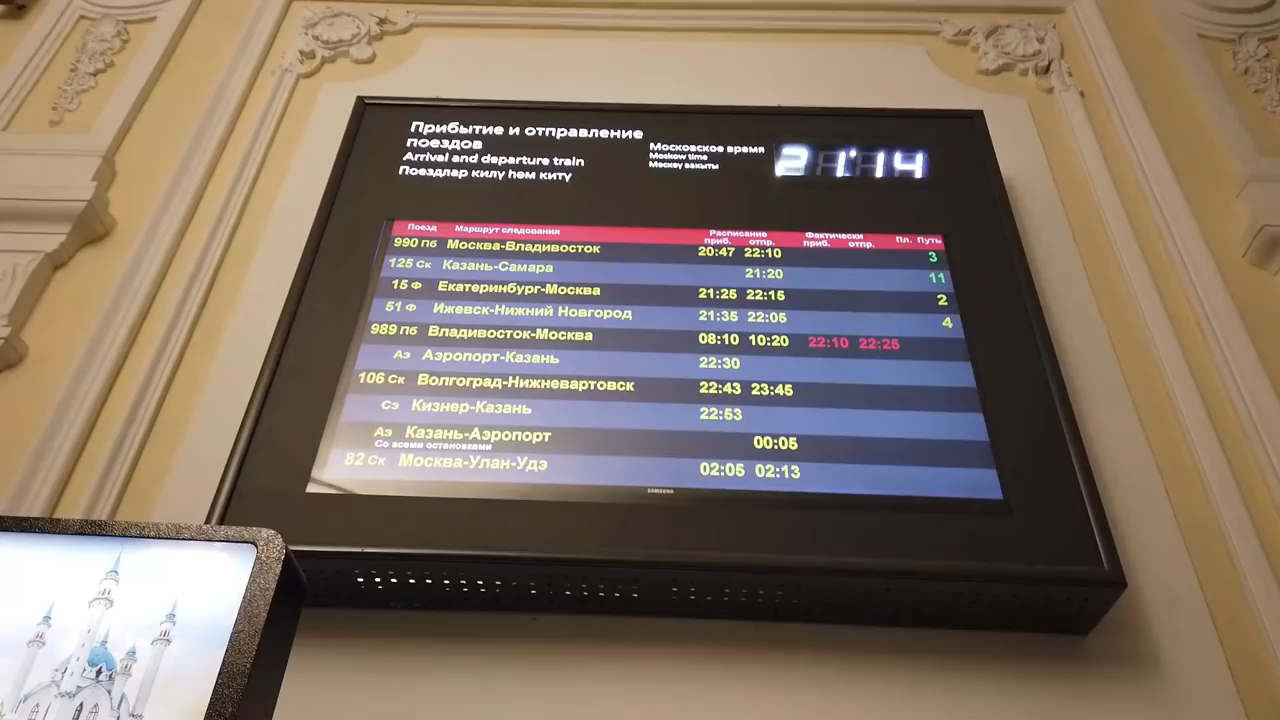 Прибытие и отправление
поездов
Arrival and departure train
Поездлар килү һәм китү
Московское время
Moskow time
Мәскәү вакыты
21:14
Поезд Маршрут следования Расписание Фактически Пл. Путь
приб. отпр. приб. отпр.
990 Пб Москва-Владивосток 20:47 22:10 3
125 Ск Казань-Самара 21:20 11
15 Ф Екатеринбург-Москва 21:25 22:15 2
51 Ф Ижевск-Нижний Новгород 21:35 22:05 4
989 Пб Владивосток-Москва 08:10 10:20 22:10 22:25
Аэ Аэропорт-Казань 22:30
106 Ск Волгоград-Нижневартовск 22:43 23:45
Сэ Кизнер-Казань 22:53
Аэ Казань-Аэропорт 00:05
Со всеми остановками
82 Ск Москва-Улан-Удэ 02:05 02:13
SAMSUNG